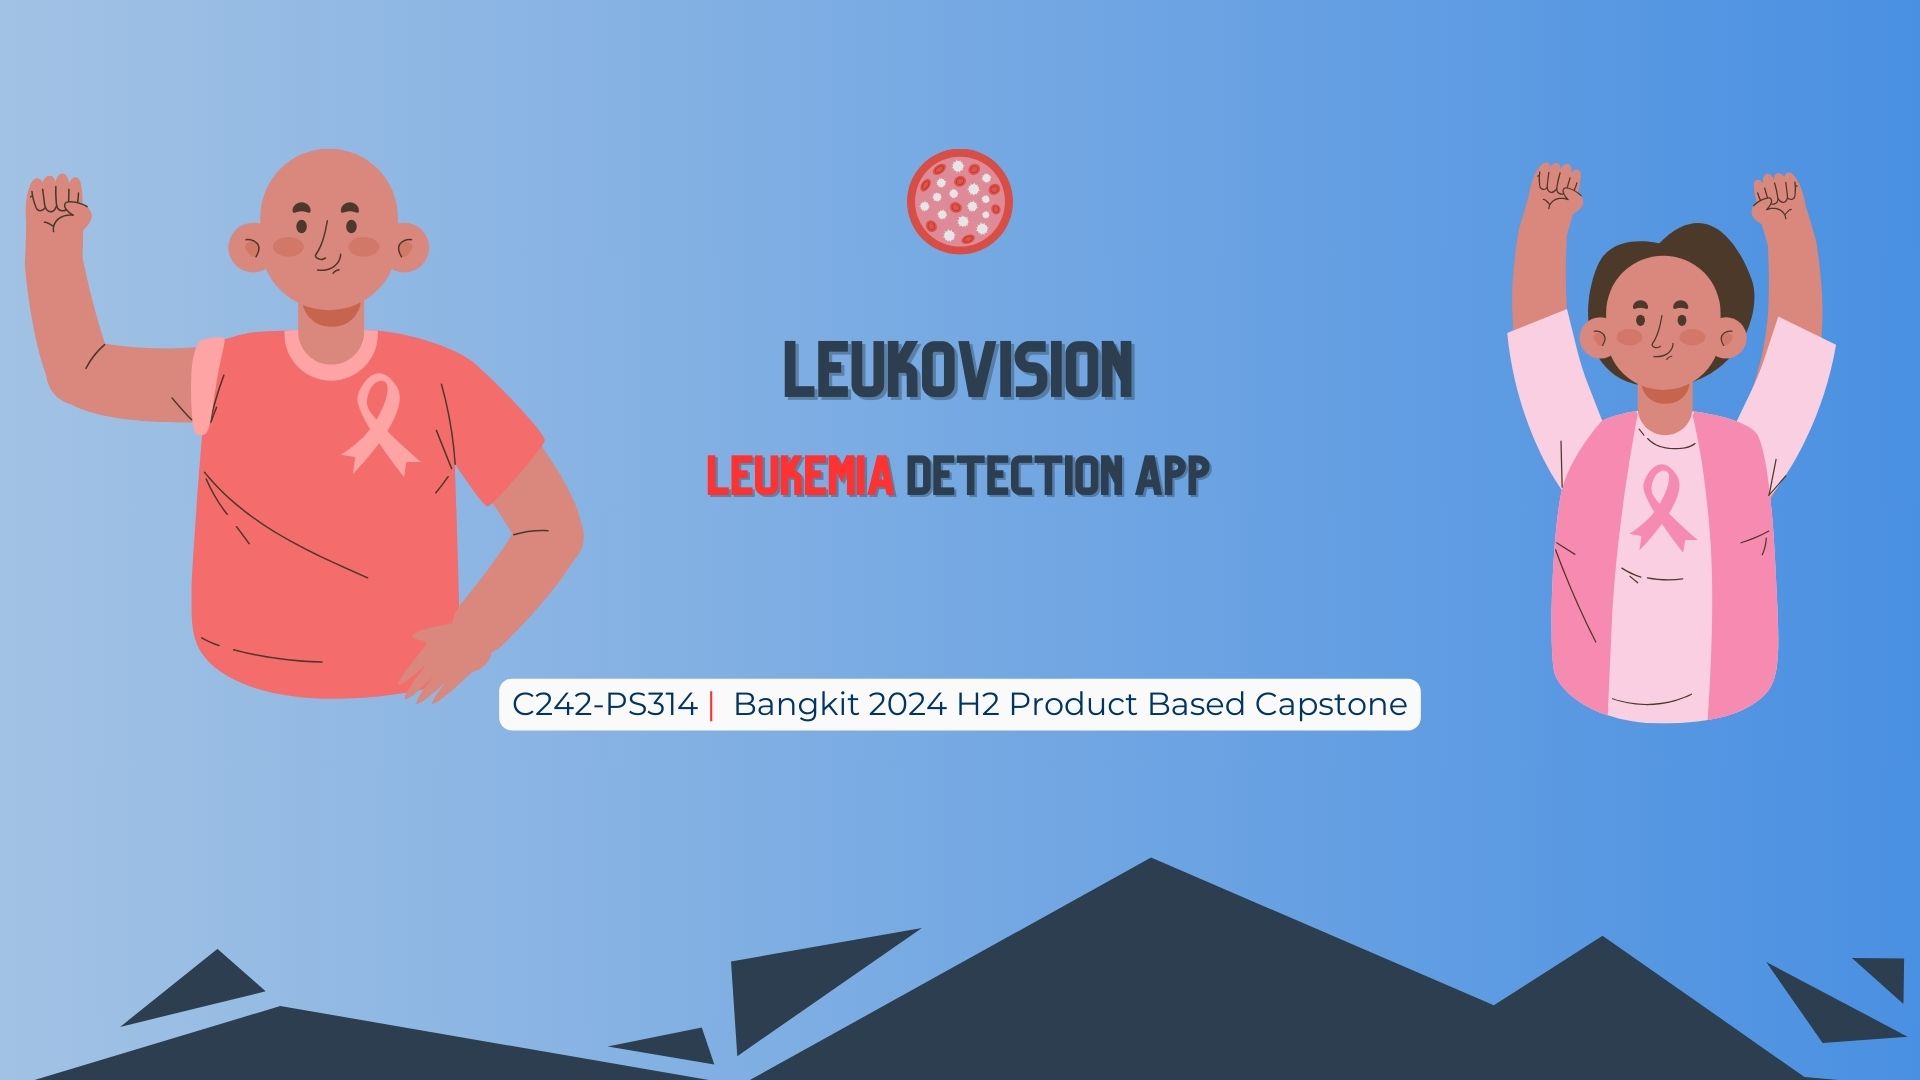 LEUKOVISION
LEUKEMIA DETECTION APP
C242-PS314 | Bangkit 2024 H2 Product Based Capstone